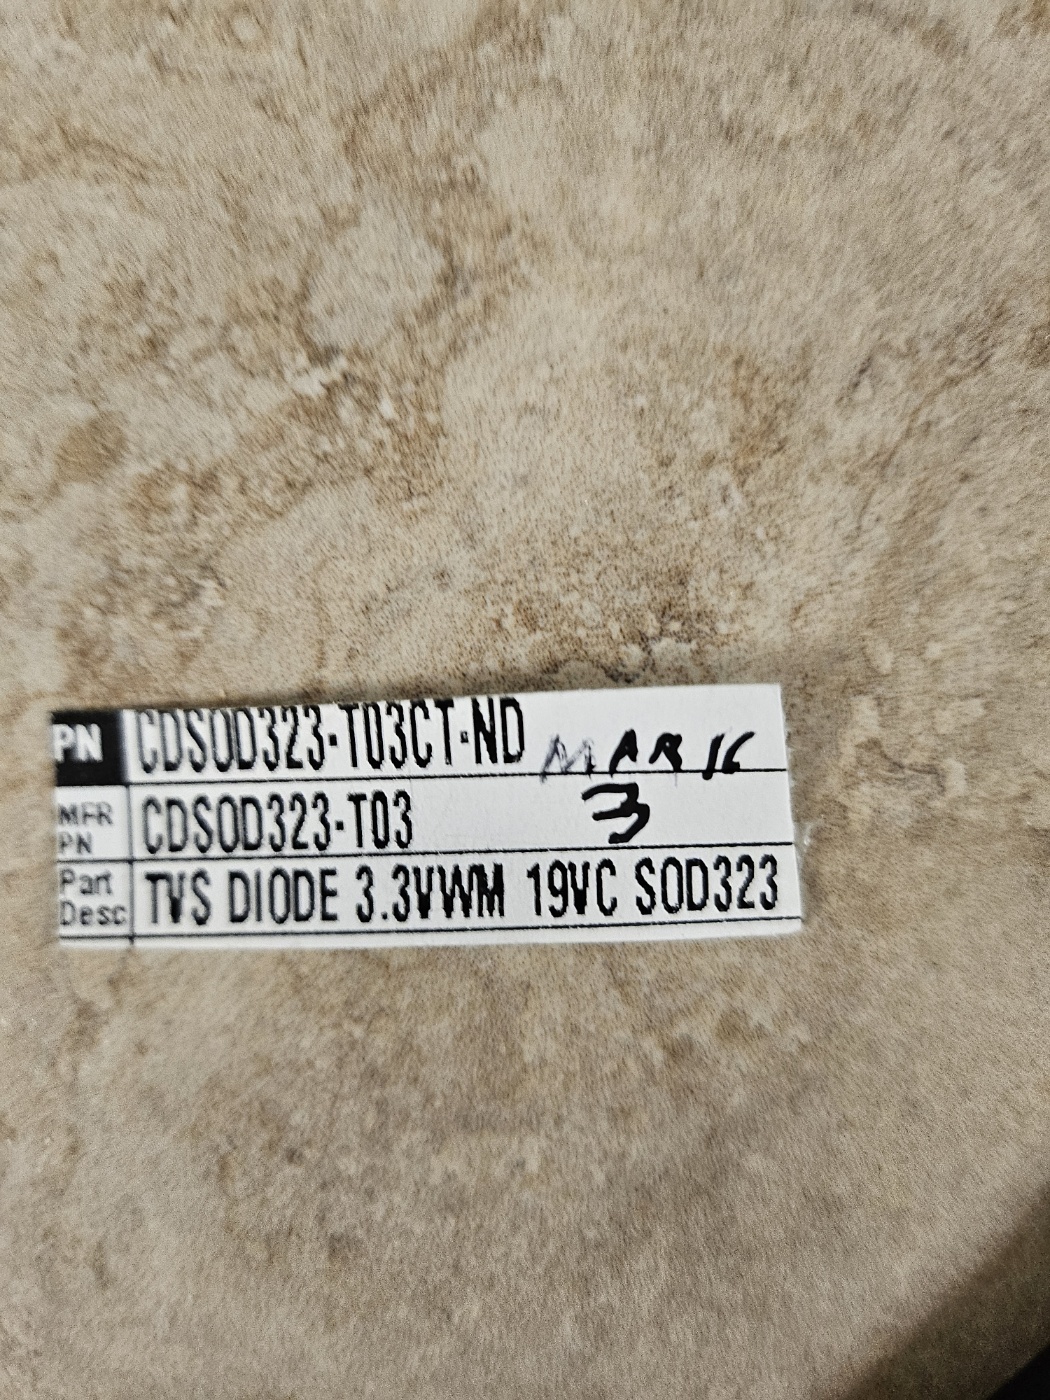 PN CDSOD323-T03CT-ND MAR 16
MFR PN CDSOD323-T03 3
Part Desc TVS DIODE 3.3VWM 19VC SOD323